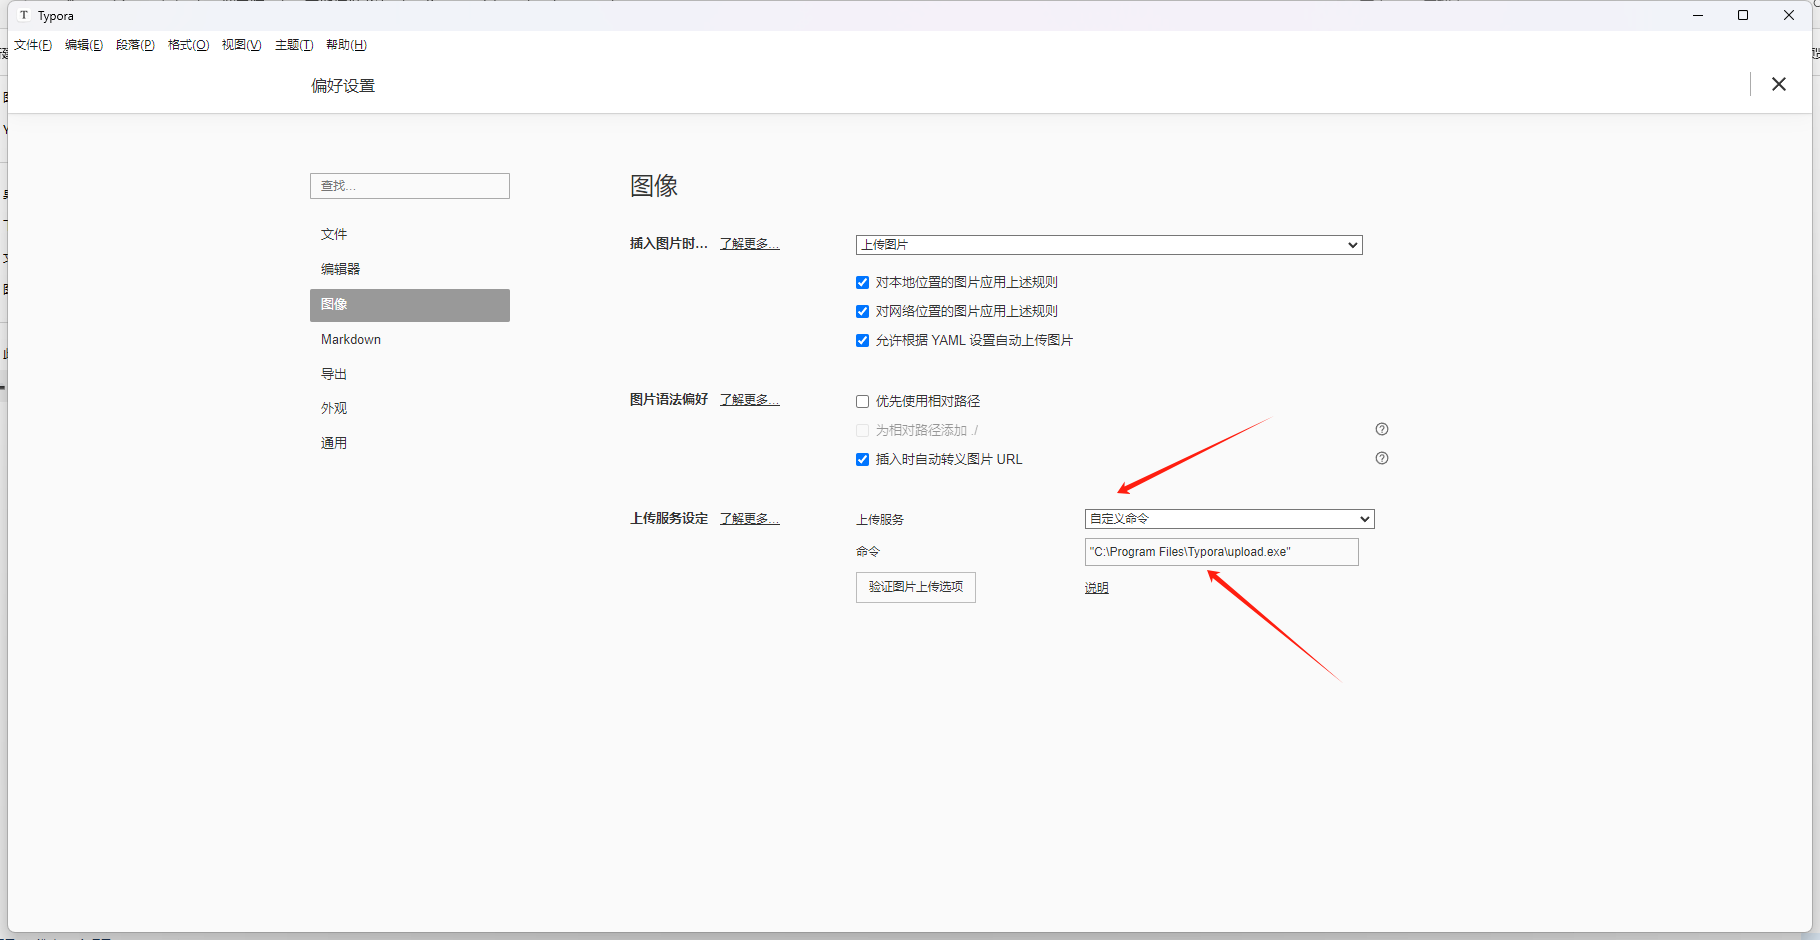 Typora
文件(F) 编辑(E) 段落(P) 格式(O) 视图(V) 主题(T) 帮助(H)
偏好设置
查找...
文件
编辑器
图像
Markdown
导出
外观
通用
图像
插入图片时... 了解更多... 上传图片
对本地位置的图片应用上述规则
对网络位置的图片应用上述规则
允许根据 YAML 设置自动上传图片
图片语法偏好 了解更多... 优先使用相对路径
为相对路径添加 ./
插入时自动转义图片 URL
上传服务设定 了解更多... 上传服务 自定义命令
命令 "C:\Program Files\Typora\upload.exe"
验证图片上传选项 说明